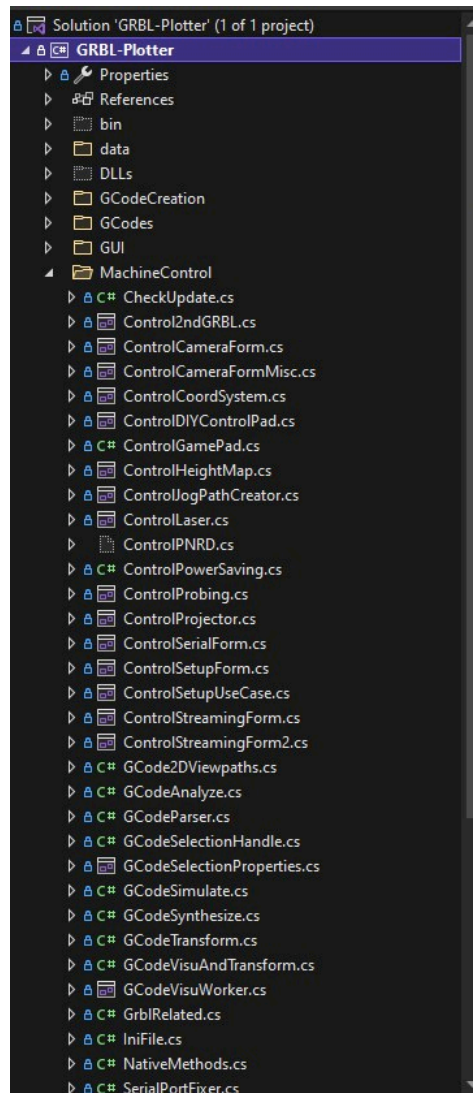 Solution 'GRBL-Plotter' (1 of 1 project)
C# GRBL-Plotter
Properties
References
bin
data
DLLs
GCodeCreation
GCodes
GUI
MachineControl
C# CheckUpdate.cs
Control2ndGRBL.cs
ControlCameraForm.cs
ControlCameraFormMisc.cs
ControlCoordSystem.cs
ControlDIYControlPad.cs
C# ControlGamePad.cs
ControlHeightMap.cs
ControlJogPathCreator.cs
ControlLaser.cs
ControlPNRD.cs
C# ControlPowerSaving.cs
ControlProbing.cs
ControlProjector.cs
ControlSerialForm.cs
ControlSetupForm.cs
ControlSetupUseCase.cs
ControlStreamingForm.cs
ControlStreamingForm2.cs
C# GCode2DViewpaths.cs
C# GCodeAnalyze.cs
C# GCodeParser.cs
C# GCodeSelectionHandle.cs
GCodeSelectionProperties.cs
C# GCodeSimulate.cs
C# GCodeSynthesize.cs
C# GCodeTransform.cs
C# GCodeVisuAndTransform.cs
GCodeVisuWorker.cs
C# GrblRelated.cs
C# IniFile.cs
C# NativeMethods.cs
C# SerialPortFixer.cs